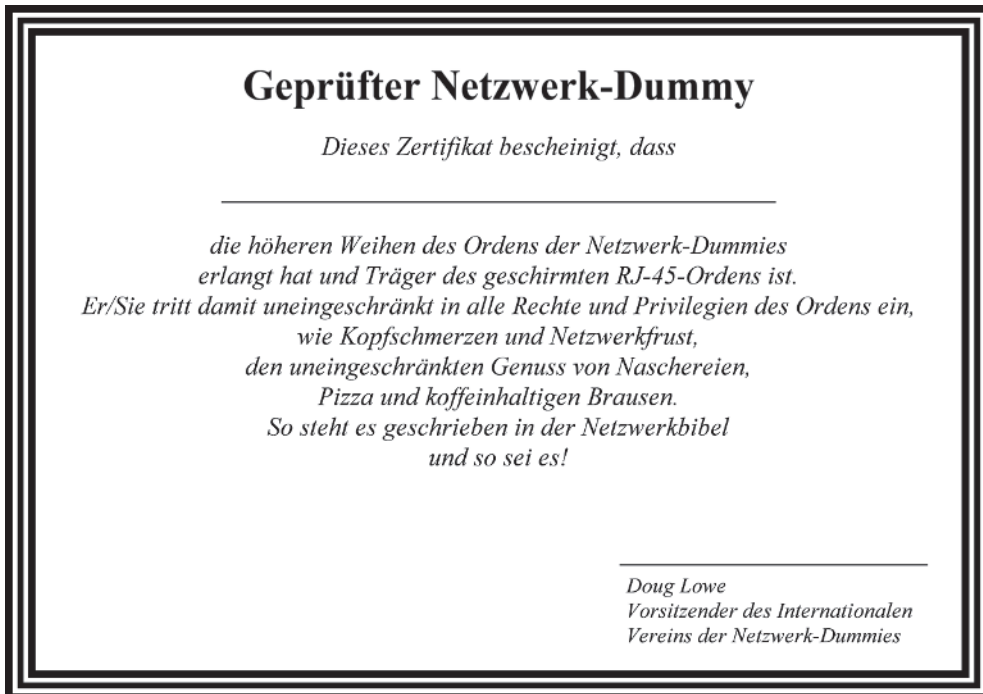 Geprüfter Netzwerk-Dummy
Dieses Zertifikat bescheinigt, dass
die höheren Weihen des Ordens der Netzwerk-Dummies
erlangt hat und Träger des geschirmten RJ-45-Ordens ist.
Er/Sie tritt damit uneingeschränkt in alle Rechte und Privilegien des Ordens ein,
wie Kopfschmerzen und Netzwerkfrust,
den uneingeschränkten Genuss von Naschereien,
Pizza und koffeinhaltigen Brausen.
So steht es geschrieben in der Netzwerkbibel
und so sei es!
Doug Lowe
Vorsitzender des Internationalen
Vereins der Netzwerk-Dummies